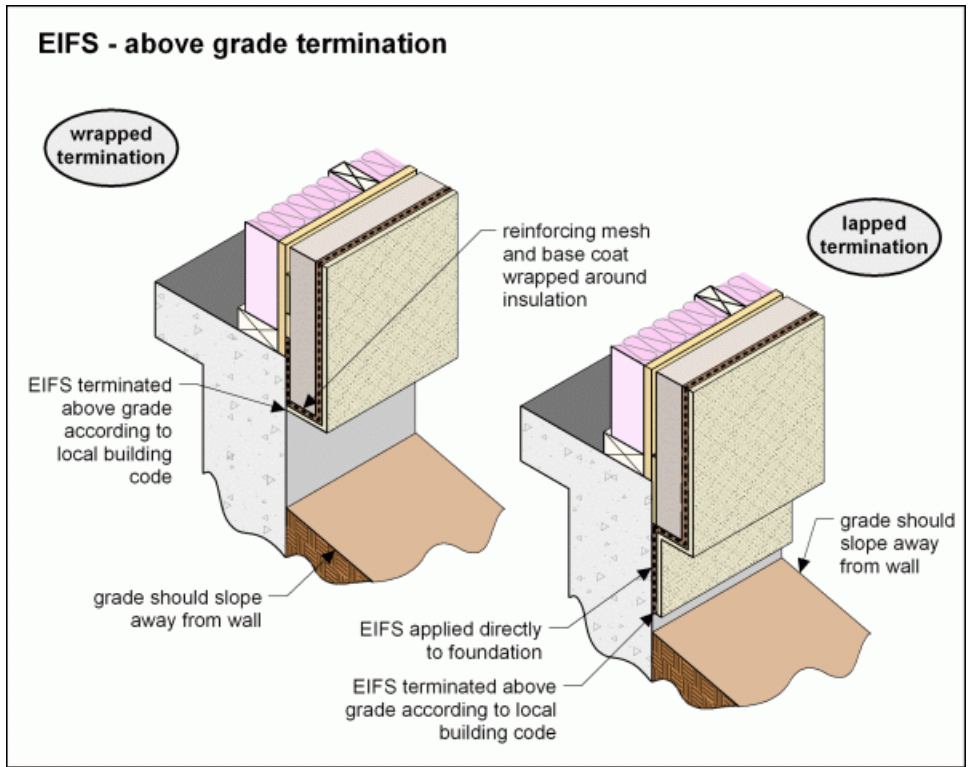 EIFS - above grade termination
wrapped
termination
lapped
termination
reinforcing mesh
and base coat
wrapped around
insulation
EIFS terminated
above grade
according to
local building
code
grade should slope
away from wall
grade should
slope away
from wall
EIFS applied directly
to foundation
EIFS terminated above
grade according to local
building code